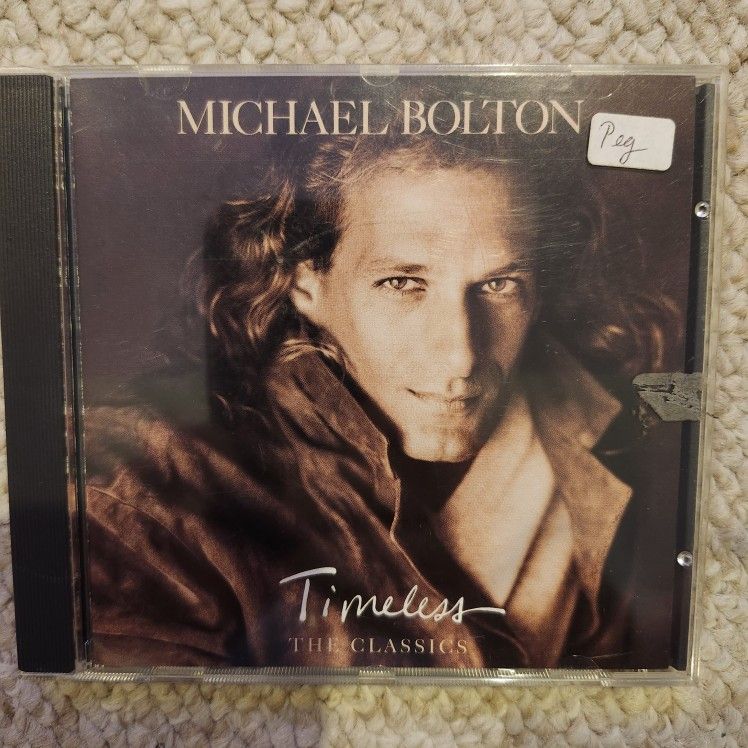 MICHAEL BOLTON
Peg
Timeless
THE CLASSICS